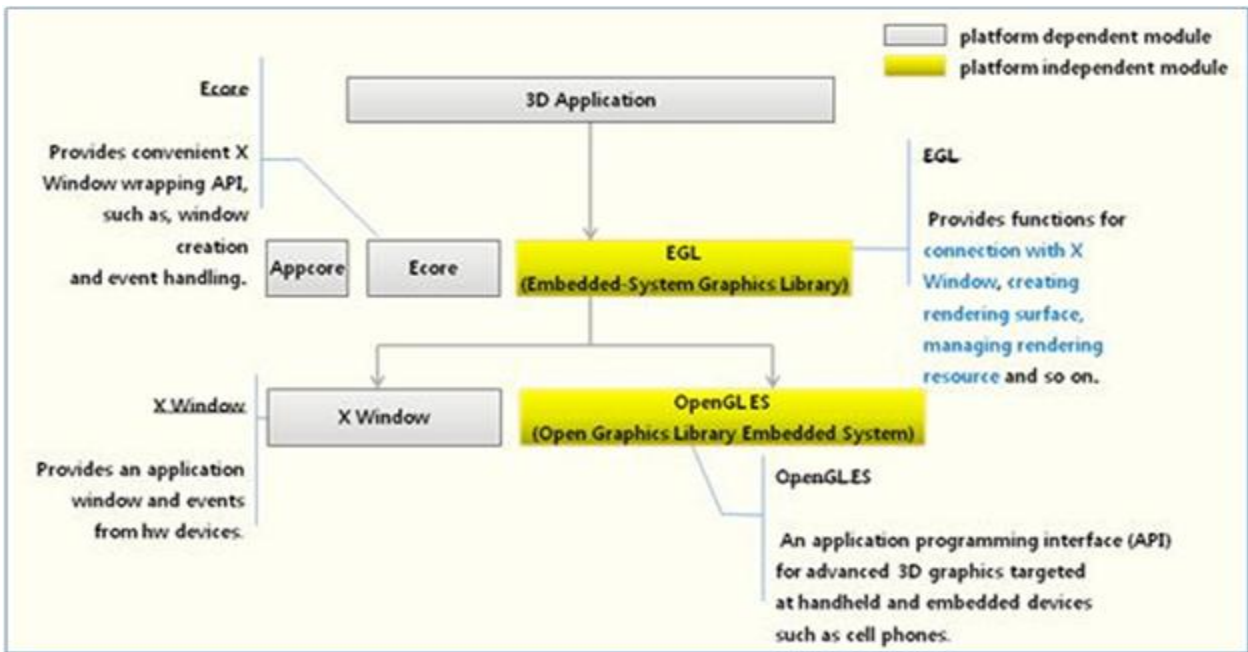 platform dependent module
platform independent module
3D Application
Ecore
Provides convenient X
Window wrapping API,
such as, window
creation
and event handling.
Appcore
Ecore
EGL
(Embedded-System Graphics Library)
EGL
Provides functions for
connection with X
Window, creating
rendering surface,
managing rendering
resource and so on.
X Window
Provides an application
window and events
from hw devices.
X Window
OpenGL ES
(Open Graphics Library Embedded System)
OpenGLES
An application programming interface (API)
for advanced 3D graphics targeted
at handheld and embedded devices
such as cell phones.